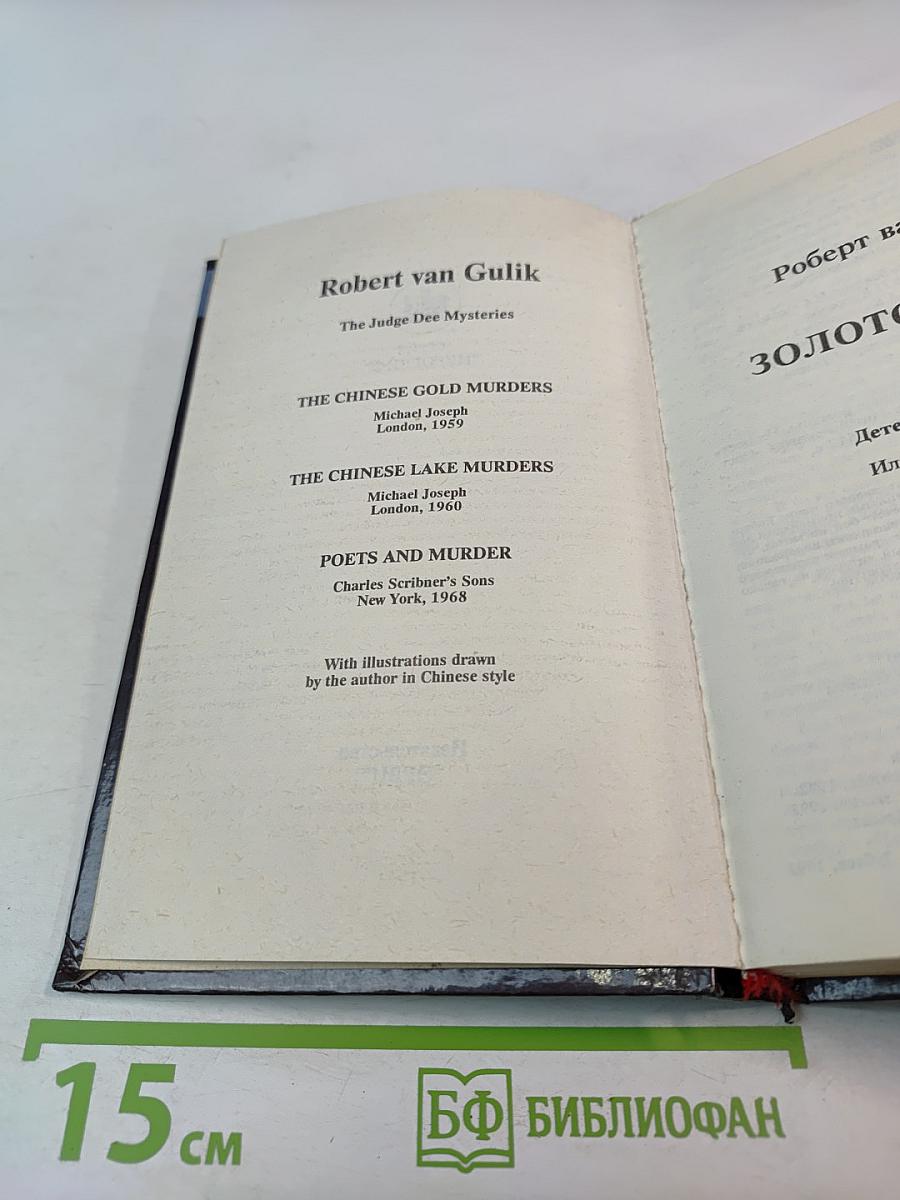 Robert van Gulik
The Judge Dee Mysteries
THE CHINESE GOLD MURDERS
Michael Joseph
London, 1959
THE CHINESE LAKE MURDERS
Michael Joseph
London, 1960
POETS AND MURDER
Charles Scribner's Sons
New York, 1968
With illustrations drawn
by the author in Chinese style
Роберт ва
ЗОЛОТО
Дете
Ил
15 см
БФ БИБЛИОФАН